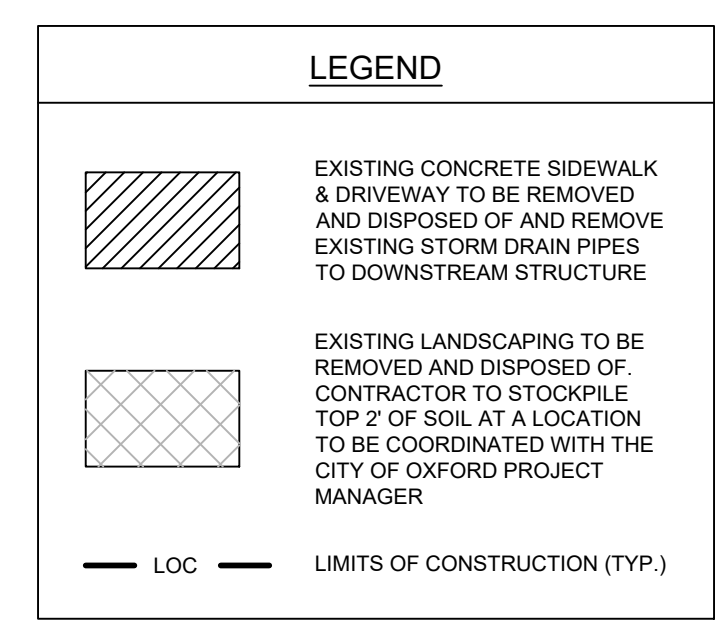 LEGEND
EXISTING CONCRETE SIDEWALK
& DRIVEWAY TO BE REMOVED
AND DISPOSED OF AND REMOVE
EXISTING STORM DRAIN PIPES
TO DOWNSTREAM STRUCTURE
EXISTING LANDSCAPING TO BE
REMOVED AND DISPOSED OF.
CONTRACTOR TO STOCKPILE
TOP 2' OF SOIL AT A LOCATION
TO BE COORDINATED WITH THE
CITY OF OXFORD PROJECT
MANAGER
LOC LIMITS OF CONSTRUCTION (TYP.)